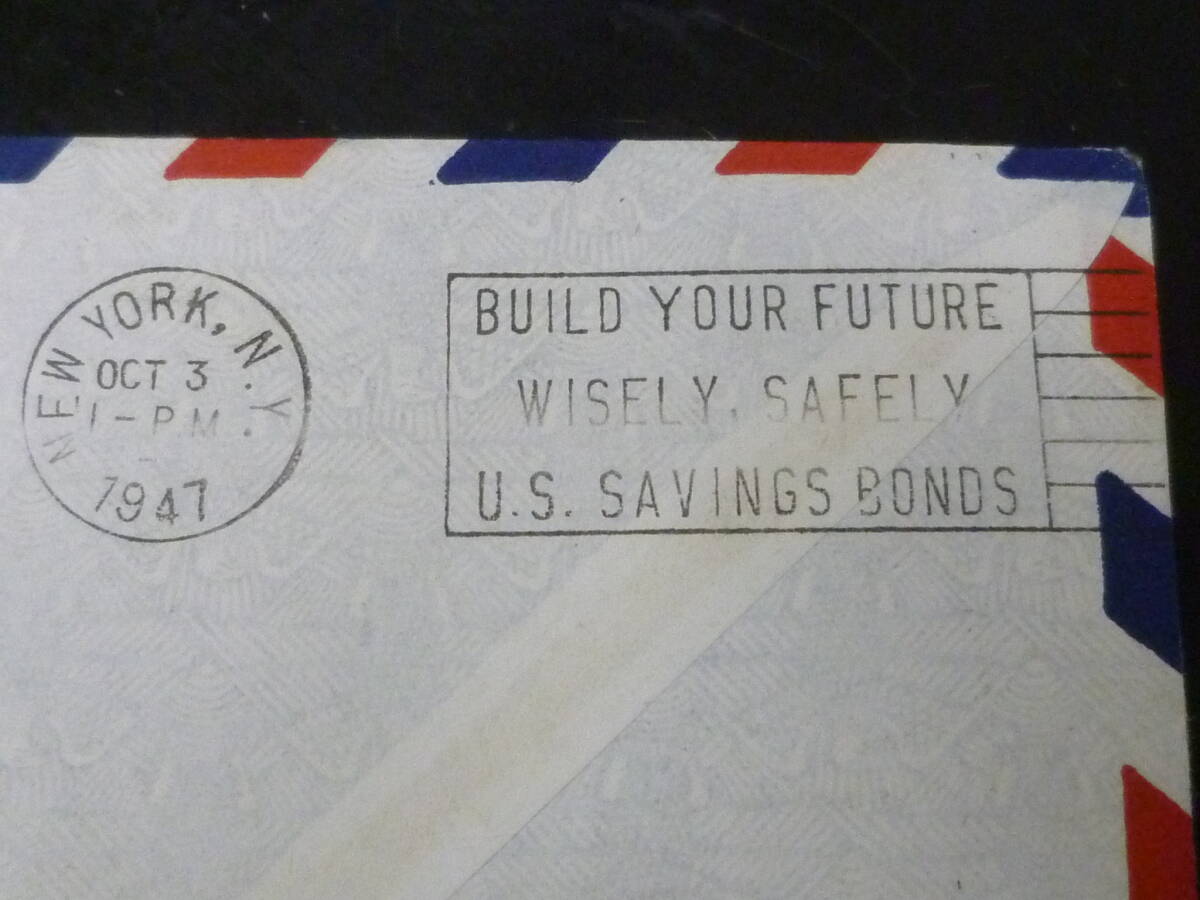 NEW YORK, N.Y.
OCT 3
1-P.M.
1947
BUILD YOUR FUTURE
WISELY, SAFELY
U.S. SAVINGS BONDS